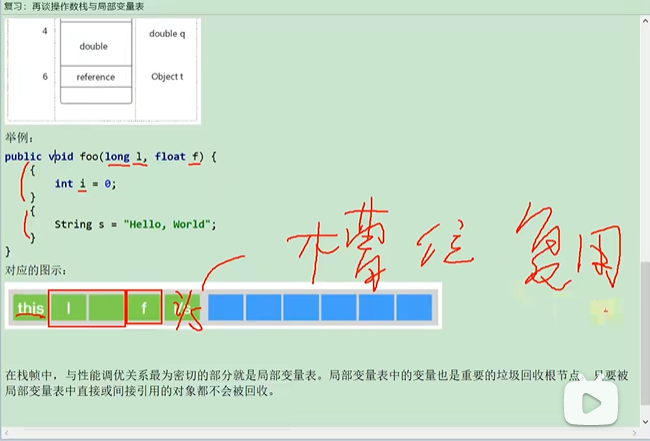 复习：再谈操作数栈与局部变量表
4
double
double q
6
reference
Object t
举例：
public void foo(long l, float f) {
{
int i = 0;
}
{
String s = "Hello, World";
}
}
槽位 复用
对应的图示：
this l f i/s
在栈帧中，与性能调优关系最为密切的部分就是局部变量表。局部变量表中的变量也是重要的垃圾回收根节点，只要被
局部变量表中直接或间接引用的对象都不会被回收。